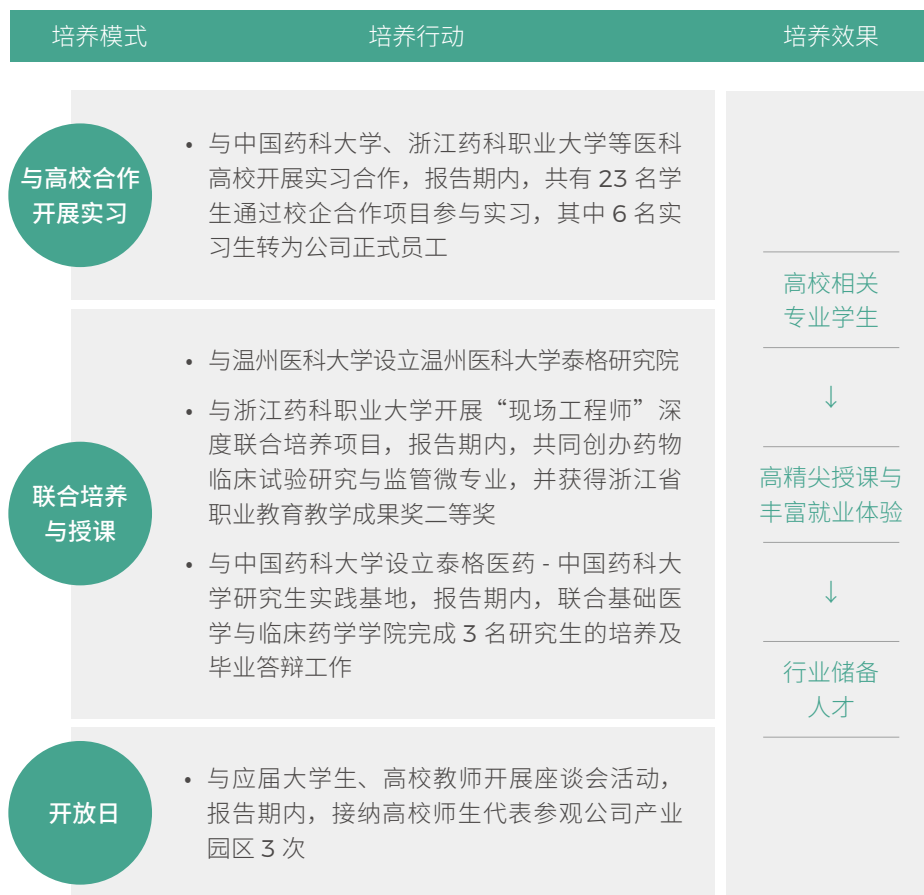 培养模式 培养行动 培养效果
与高校合作
开展实习
• 与中国药科大学、浙江药科职业大学等医科
高校开展实习合作，报告期内，共有 23 名学
生通过校企合作项目参与实习，其中 6 名实
习生转为公司正式员工
联合培养
与授课
• 与温州医科大学设立温州医科大学泰格研究院
• 与浙江药科职业大学开展“现场工程师”深
度联合培养项目，报告期内，共同创办药物
临床试验研究与监管微专业，并获得浙江省
职业教育教学成果奖二等奖
• 与中国药科大学设立泰格医药 - 中国药科大
学研究生实践基地，报告期内，联合基础医
学与临床药学学院完成 3 名研究生的培养及
毕业答辩工作
开放日
• 与应届大学生、高校教师开展座谈会活动，
报告期内，接纳高校师生代表参观公司产业
园区 3 次
高校相关
专业学生
↓
高精尖授课与
丰富就业体验
↓
行业储备
人才